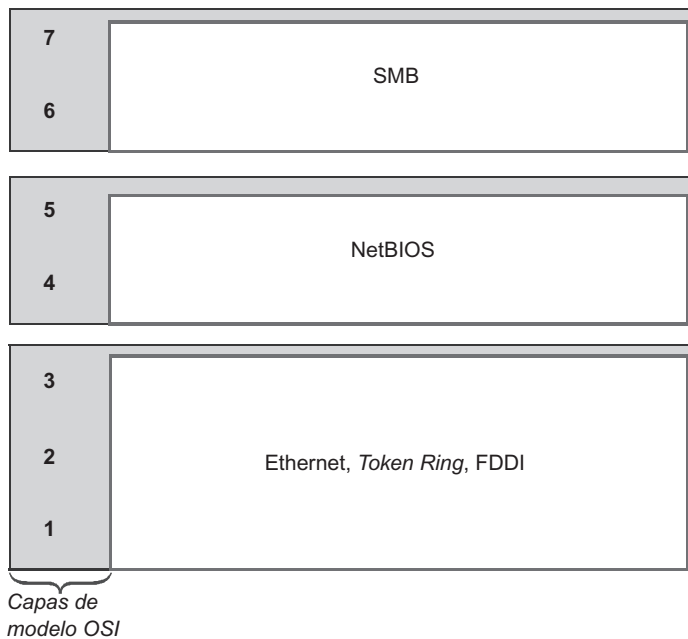 7
SMB
6
5
NetBIOS
4
3
2
Ethernet, Token Ring, FDDI
1
Capas de
modelo OSI